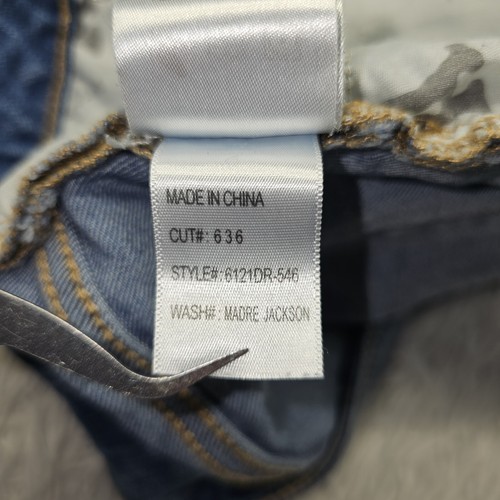 MADE IN CHINA
CUT#: 636
STYLE#: 6121DR-546
WASH#: MADRE JACKSON